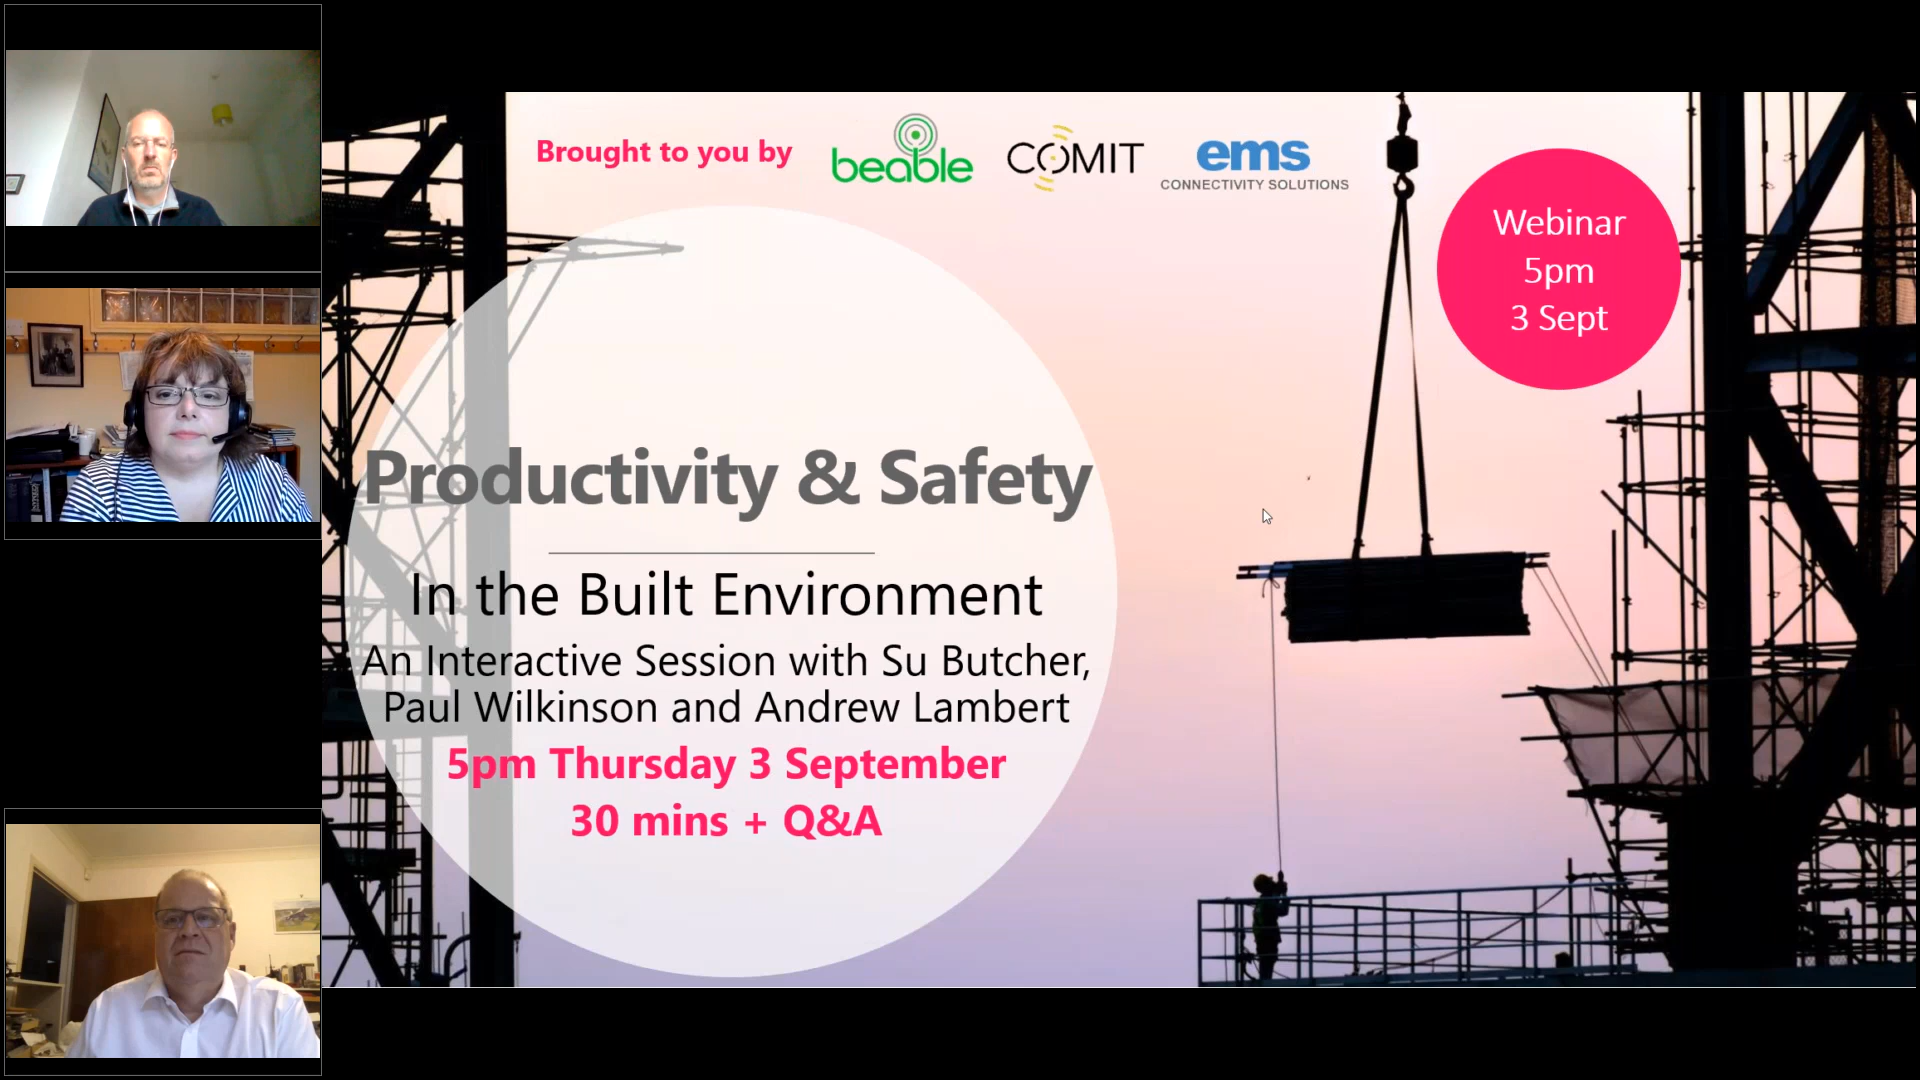 Brought to you by
beable
COMIT
ems
CONNECTIVITY SOLUTIONS
Webinar
5pm
3 Sept
Productivity & Safety
In the Built Environment
An Interactive Session with Su Butcher,
Paul Wilkinson and Andrew Lambert
5pm Thursday 3 September
30 mins + Q&A